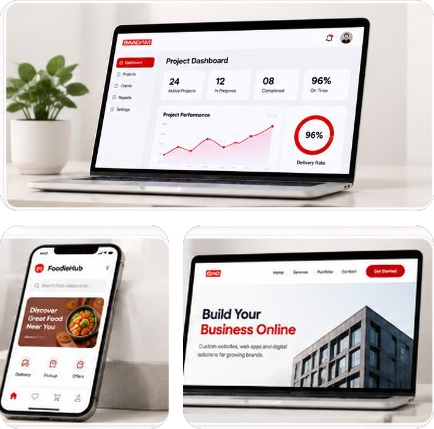 Project Dashboard
Dashboard
Projects
Clients
Reports
Settings
24
Active Projects
12
In Progress
08
Completed
96%
On Time
Project Performance
96%
Delivery Rate
FoodieHub
Discover
Great Food
Near You
Delivery
Pickup
Offers
Home
Services
Portfolio
Contact
Get Started
Build Your
Business Online
Custom websites, web apps and digital
solutions for growing brands.